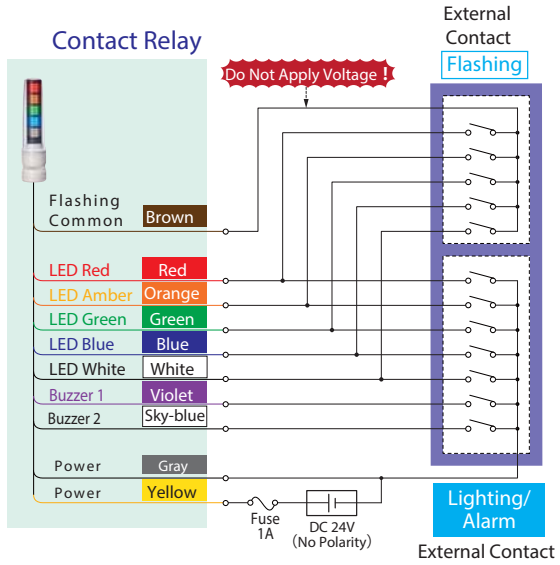 External
Contact
Flashing
Contact Relay
Do Not Apply Voltage !
Flashing
Common
Brown
LED Red
Red
LED Amber
Orange
LED Green
Green
LED Blue
Blue
LED White
White
Buzzer 1
Violet
Buzzer 2
Sky-blue
Power
Gray
Power
Yellow
Fuse
1A
DC 24V
(No Polarity)
Lighting/
Alarm
External Contact